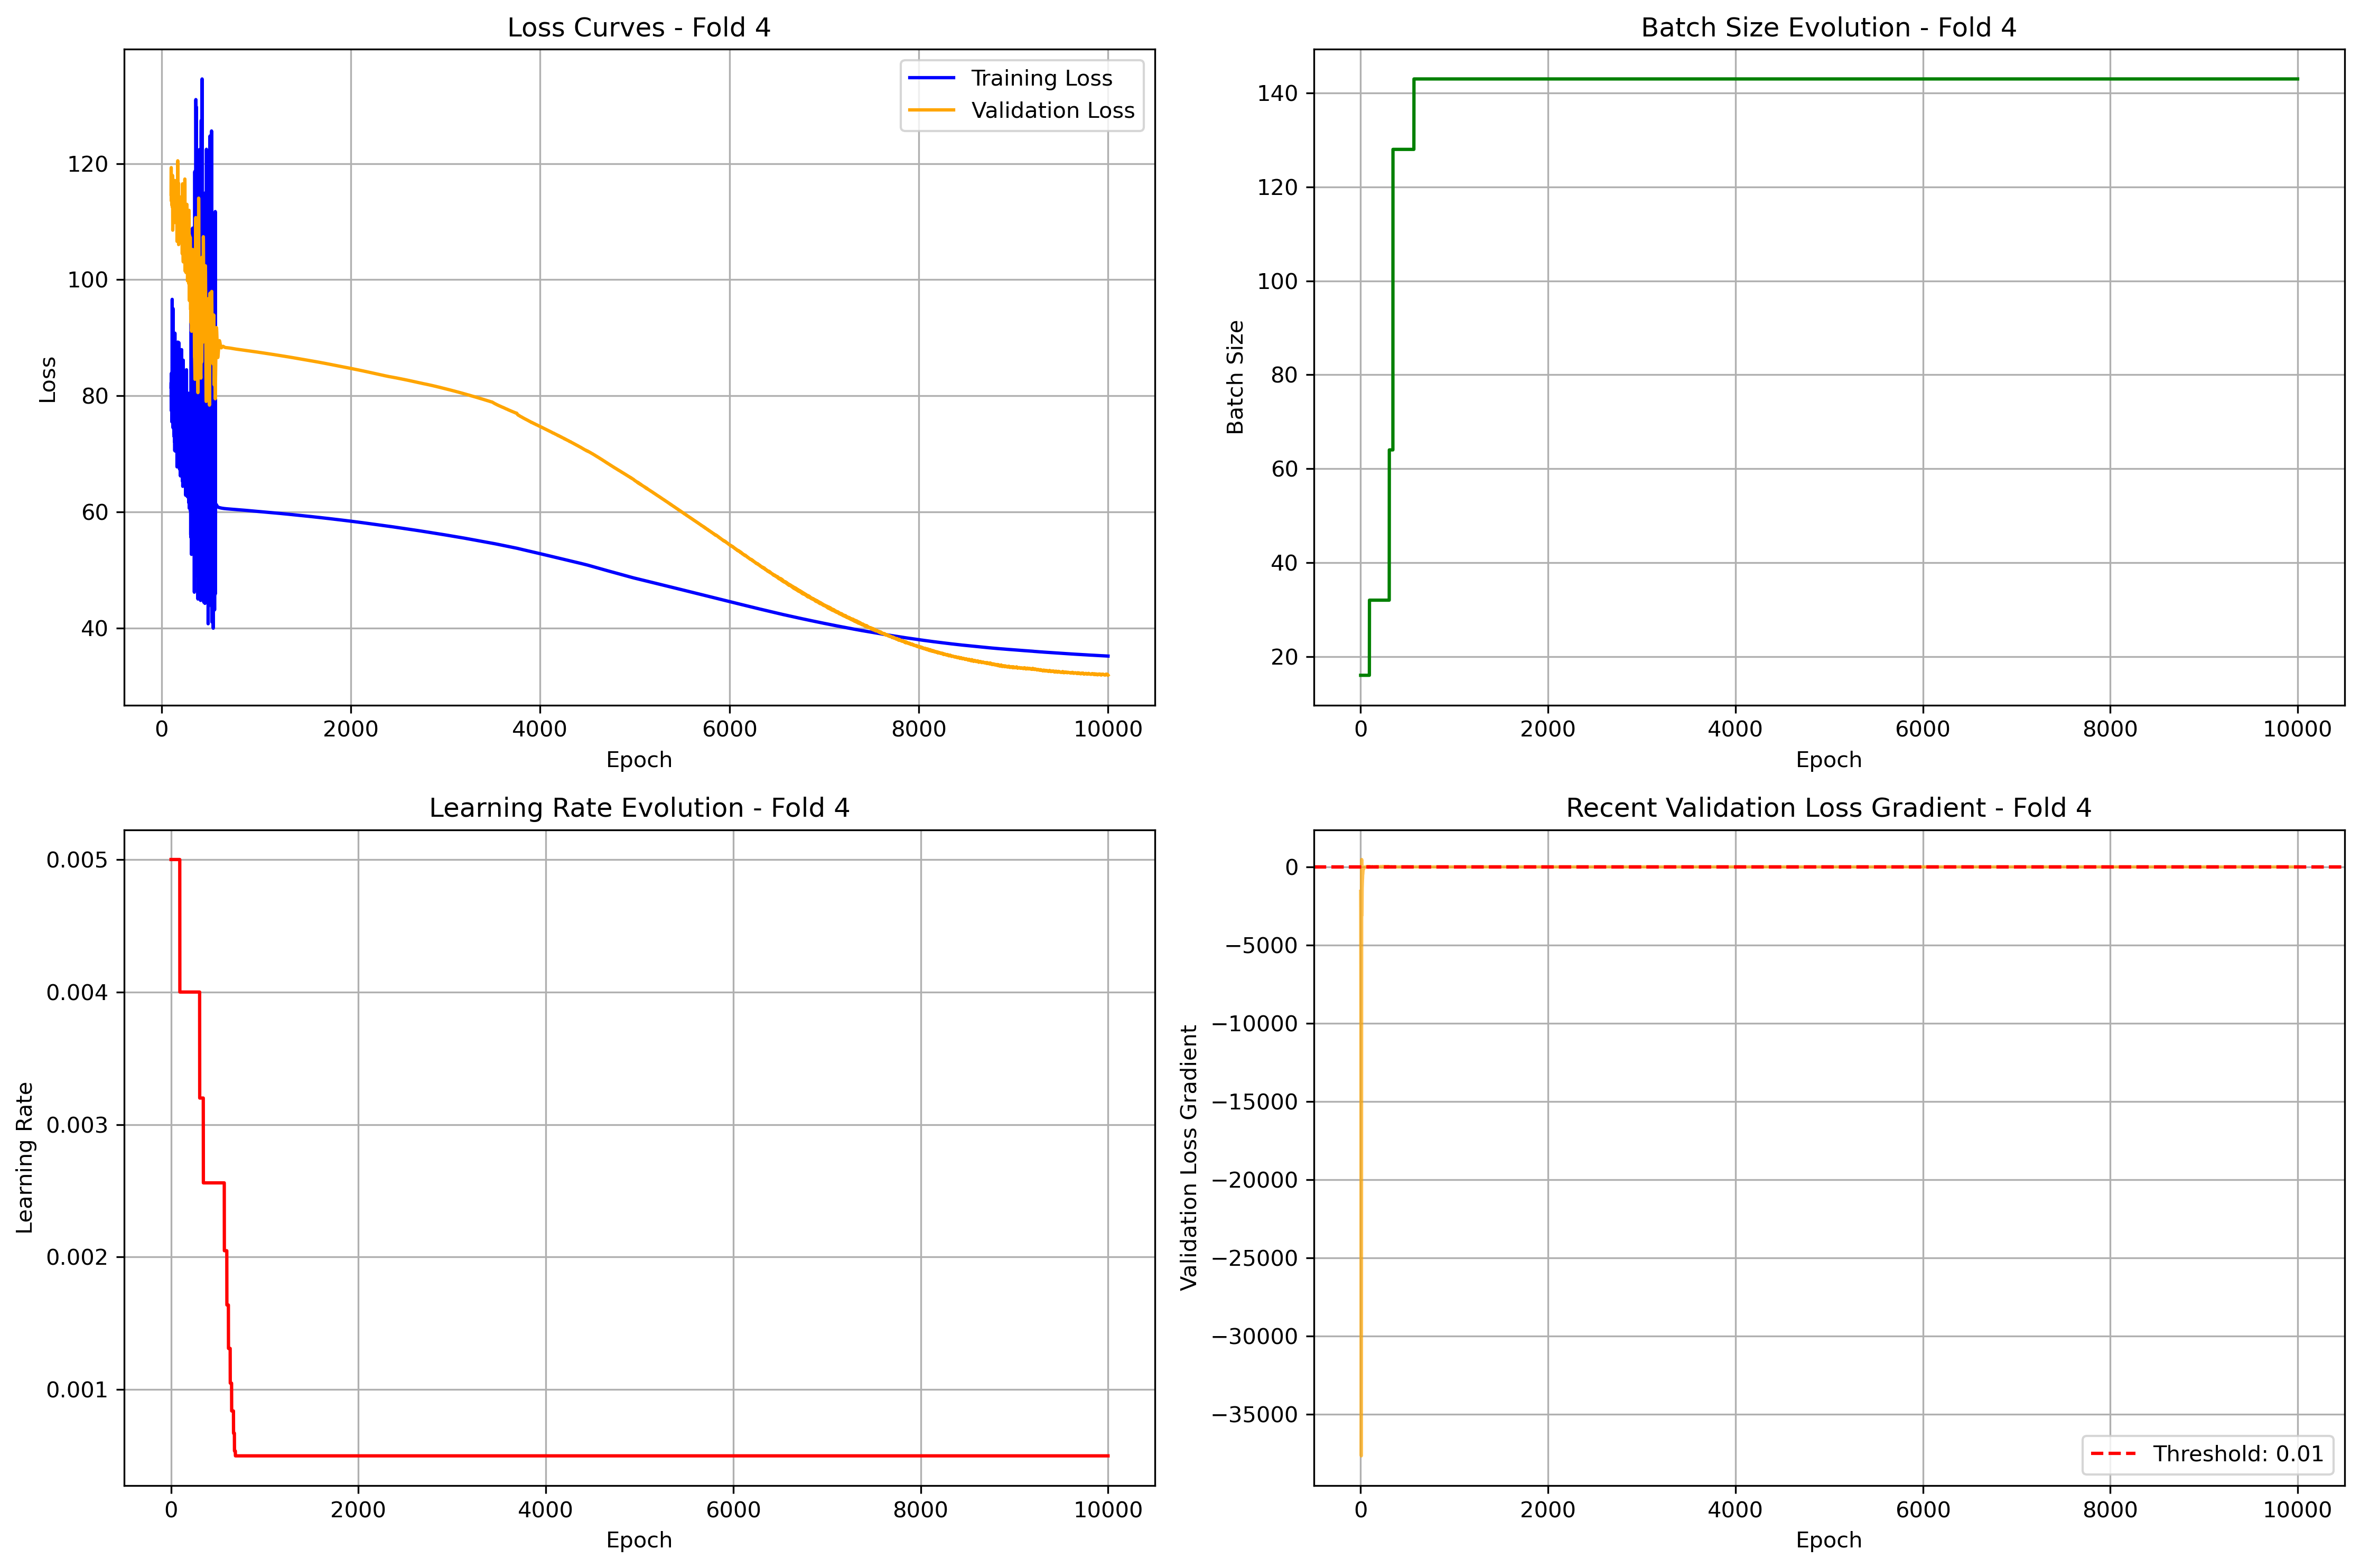 Loss Curves - Fold 4
Training Loss
Validation Loss
120
100
80
60
40
Loss
0 2000 4000 6000 8000 10000
Epoch
Batch Size Evolution - Fold 4
140
120
100
80
60
40
20
Batch Size
0 2000 4000 6000 8000 10000
Epoch
Learning Rate Evolution - Fold 4
0.005
0.004
0.003
0.002
0.001
Learning Rate
0 2000 4000 6000 8000 10000
Epoch
Recent Validation Loss Gradient - Fold 4
0
−5000
−10000
−15000
−20000
−25000
−30000
−35000
Validation Loss Gradient
Threshold: 0.01
0 2000 4000 6000 8000 10000
Epoch